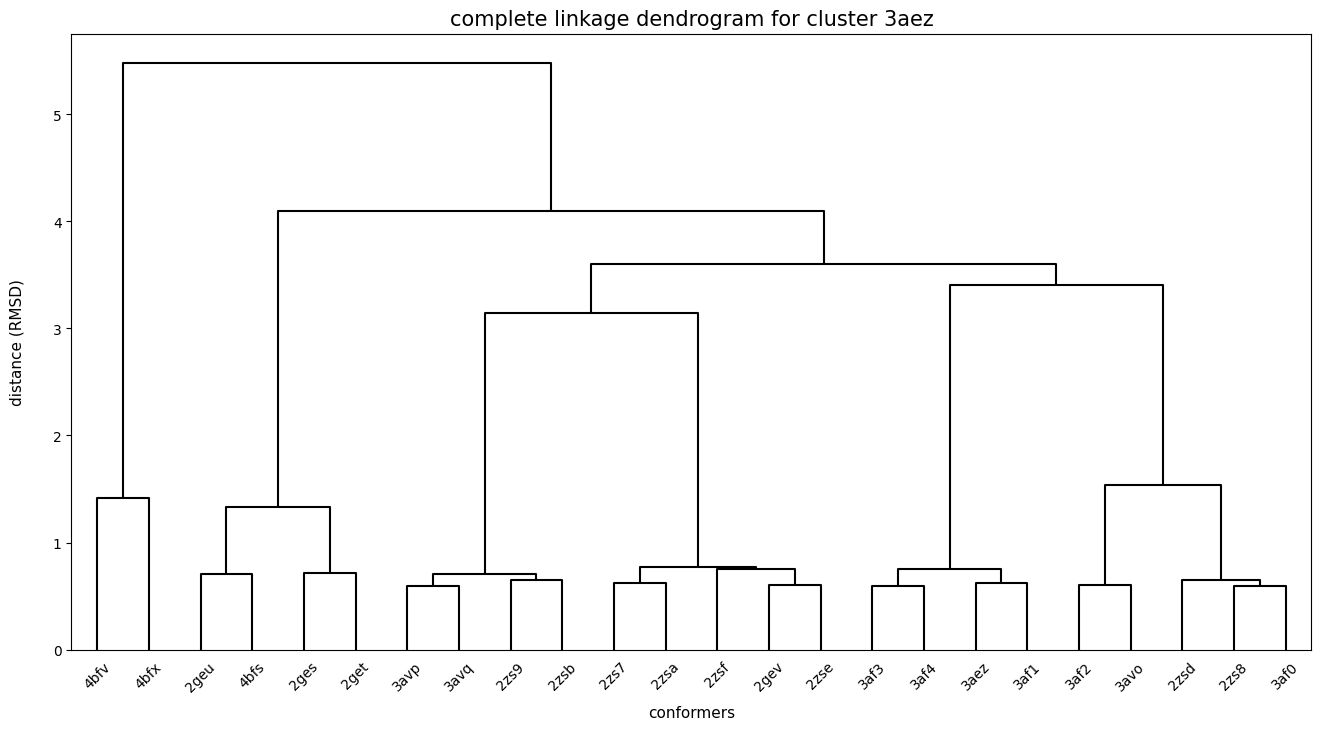 complete linkage dendrogram for cluster 3aez
5
4
3
2
1
0
distance (RMSD)
4bfv 4bfx 2geu 4bfs 2ges 2get 3avp 3avq 2zs9 2zsb 2zs7 2zsa 2zsf 2gev 2zse 3af3 3af4 3aez 3af1 3af2 3avo 2zsd 2zs8 3af0
conformers